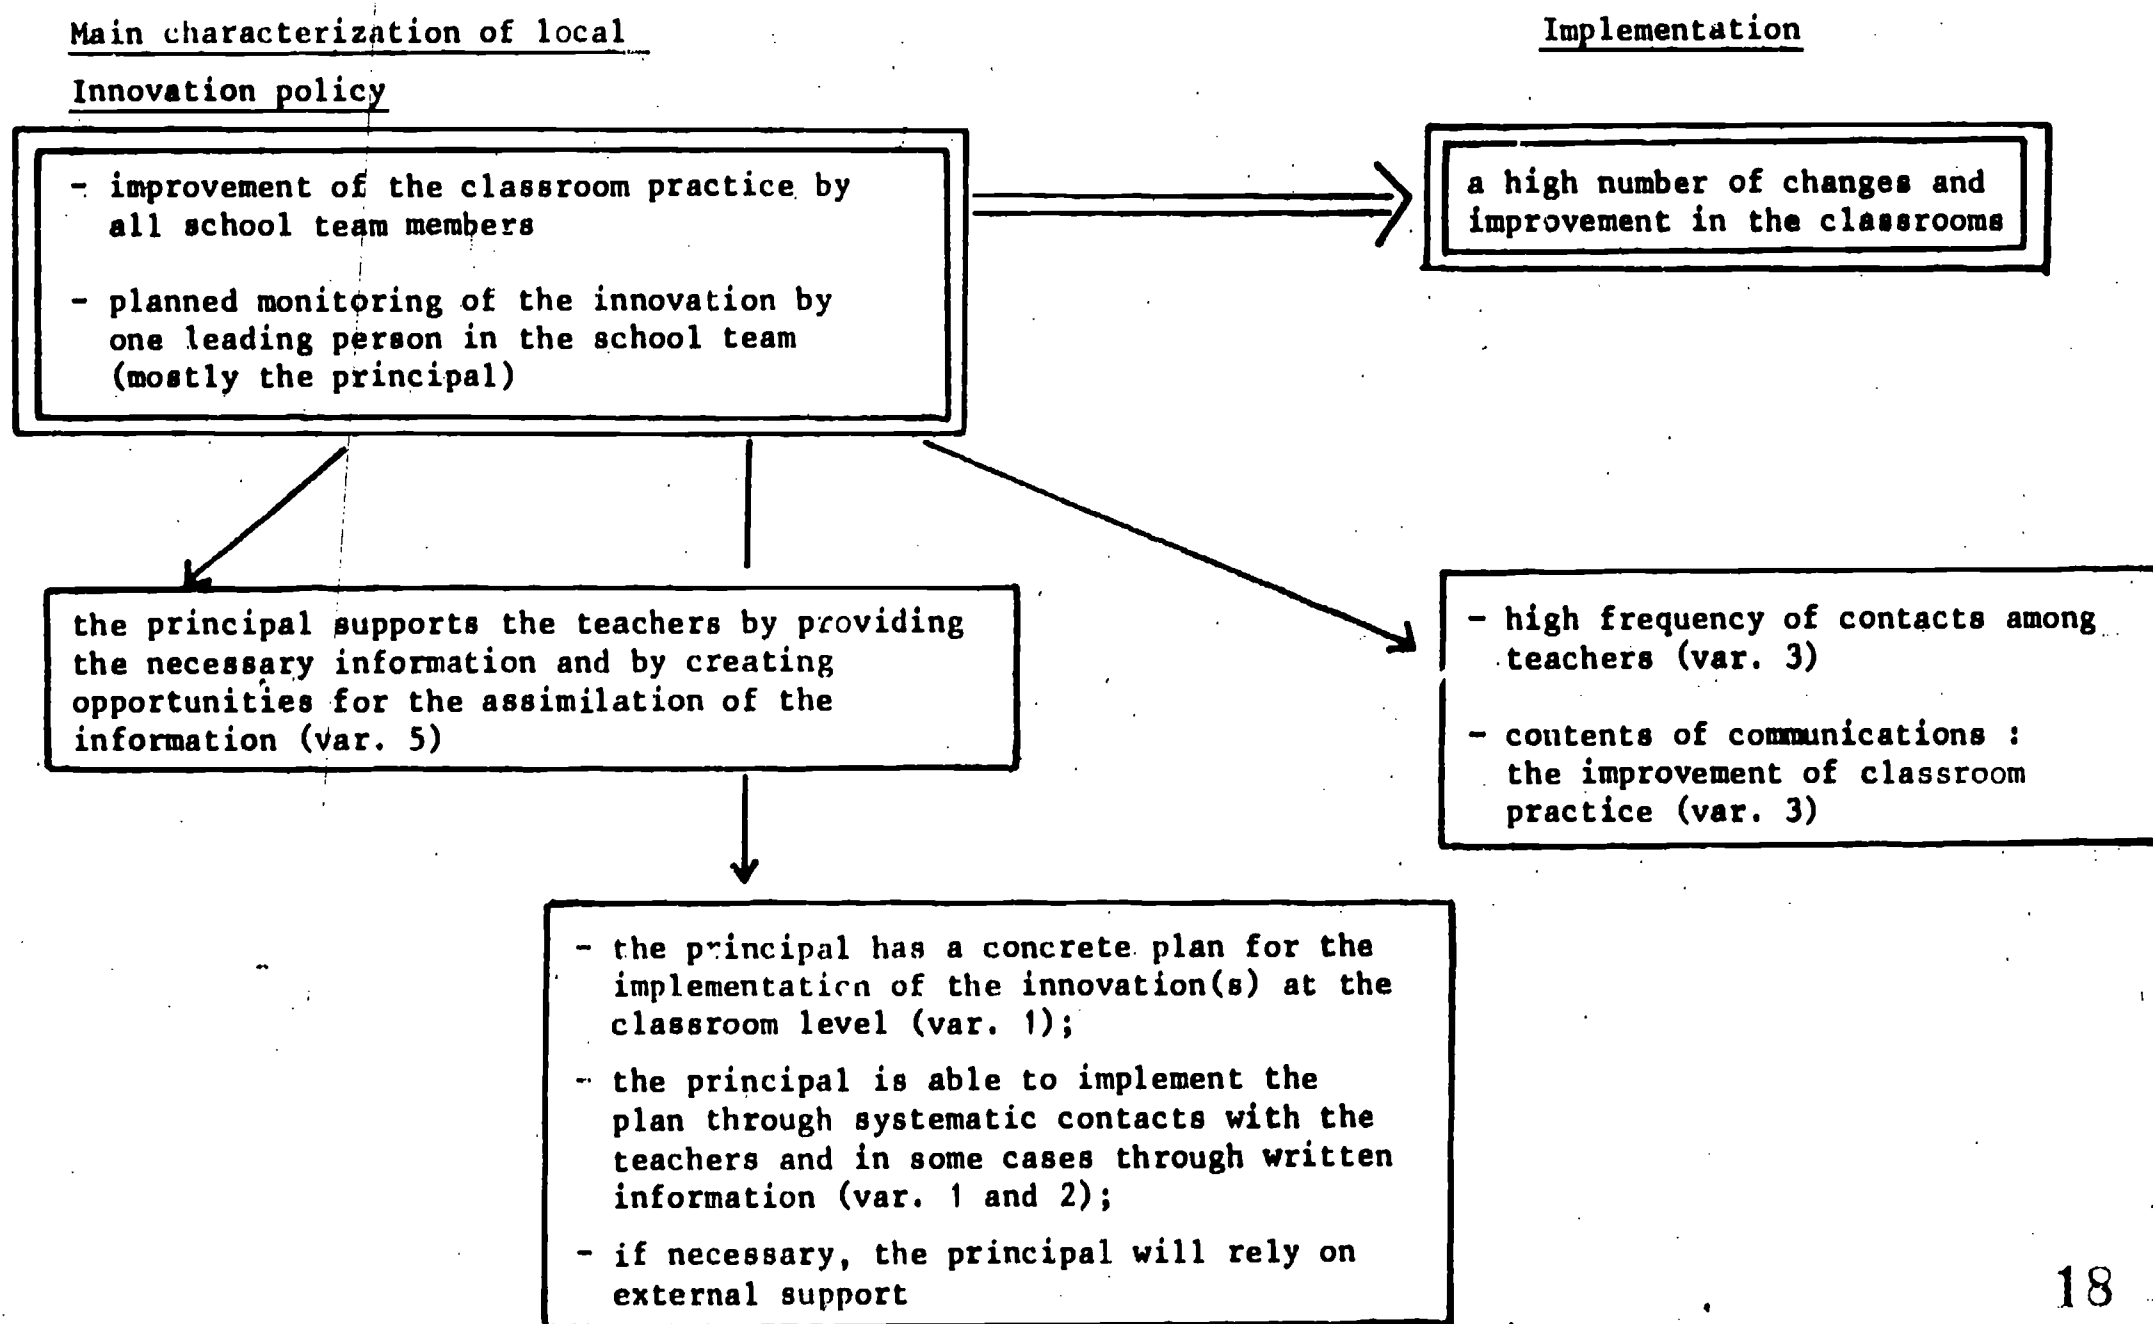 Main characterization of local
Innovation policy
Implementation
- improvement of the classroom practice by
all school team members
- planned monitoring of the innovation by
one leading person in the school team
(mostly the principal)
a high number of changes and
improvement in the classrooms
the principal supports the teachers by providing
the necessary information and by creating
opportunities for the assimilation of the
information (var. 5)
- high frequency of contacts among
teachers (var. 3)
- contents of communications :
the improvement of classroom
practice (var. 3)
- the principal has a concrete plan for the
implementation of the innovation(s) at the
classroom level (var. 1);
- the principal is able to implement the
plan through systematic contacts with the
teachers and in some cases through written
information (var. 1 and 2);
- if necessary, the principal will rely on
external support
18